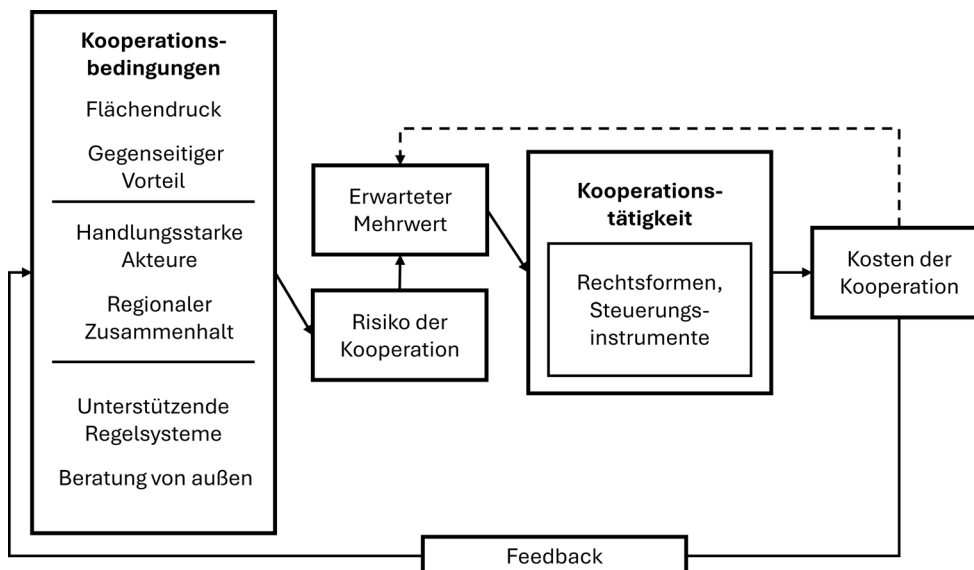 Kooperations-
bedingungen
Flächendruck
Gegenseitiger
Vorteil
Handlungsstarke
Akteure
Regionaler
Zusammenhalt
Unterstützende
Regelsysteme
Beratung von außen
Erwarteter
Mehrwert
Risiko der
Kooperation
Kooperations-
tätigkeit
Rechtsformen,
Steuerungs-
instrumente
Kosten der
Kooperation
Feedback